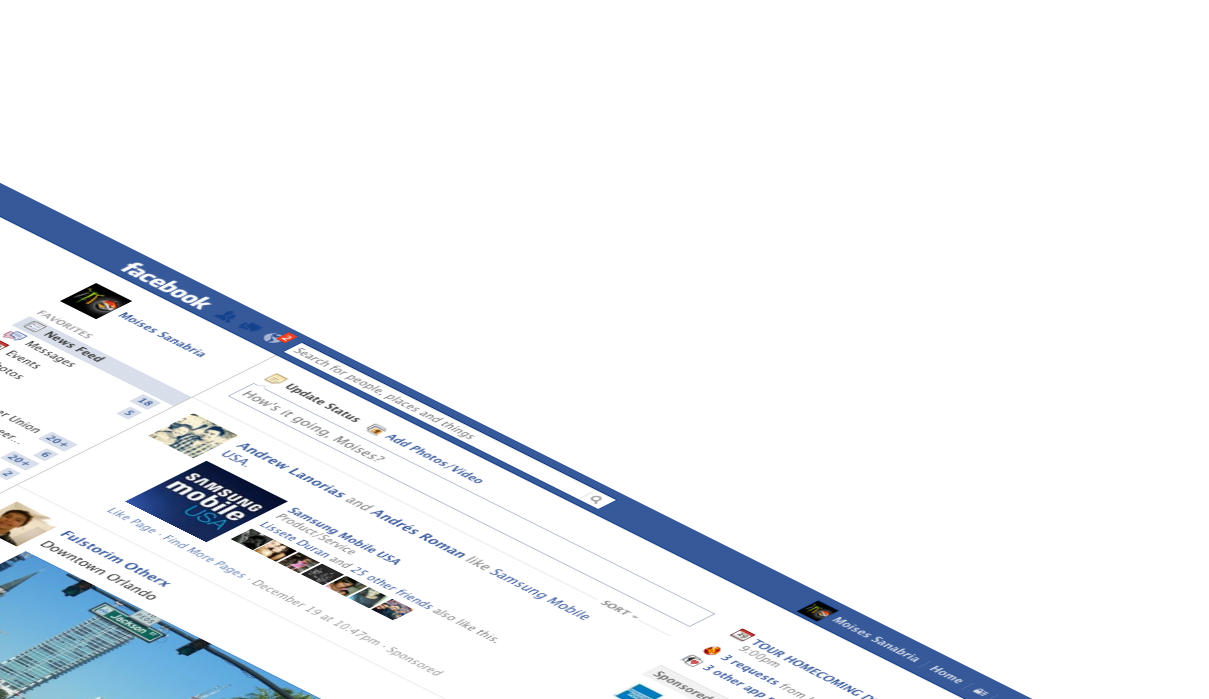 facebook
2
Search for people, places and things
Moises Sanabria
Home
Moises Sanabria
FAVORITES
News Feed
Messages
Events
18
5
Union
20+
6
20+
2
Update Status
Add Photos/Video
How's it going, Moises?
SORT
Andrew Lanorias and Andrés Roman like Samsung Mobile
USA.
SAMSUNG
mobile
USA
Samsung Mobile USA
Product/Service
Lissete Duran and 25 other friends also like this.
Like Page · Find More Pages · December 19 at 10:47pm · Sponsored
Fulstorim Otherx
Downtown Orlando
Jackson
TOUR HOMECOMING
9:00pm
3 requests from
3 other app
Sponsored